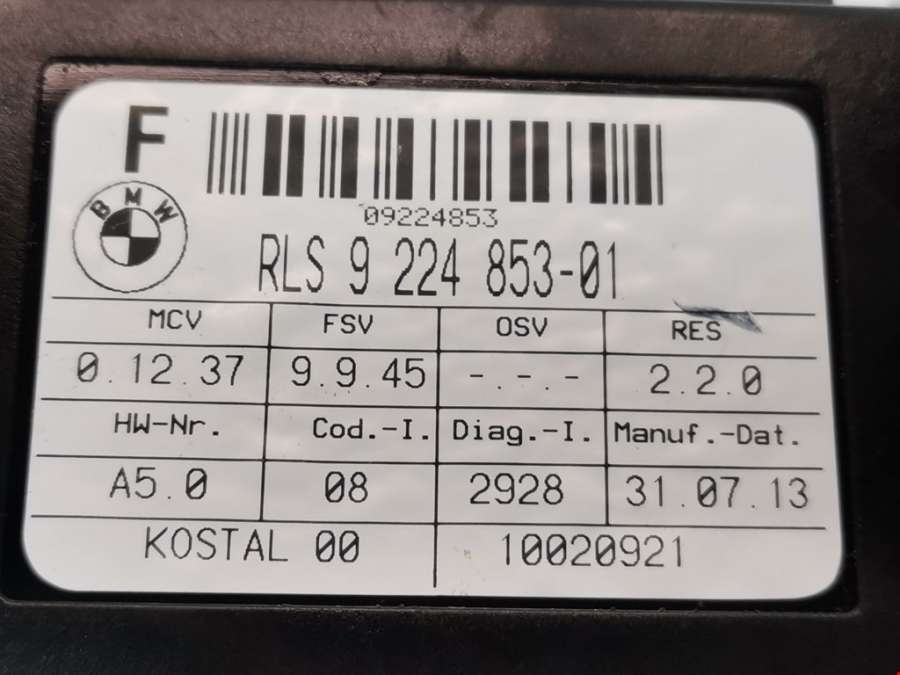 F
BMW
09224853
RLS 9 224 853-01
MCV FSV OSV RES
0.12.37 9.9.45 -.-.- 2.2.0
HW-Nr. Cod.-I. Diag.-I. Manuf.-Dat.
A5.0 08 2928 31.07.13
KOSTAL 00 10020921